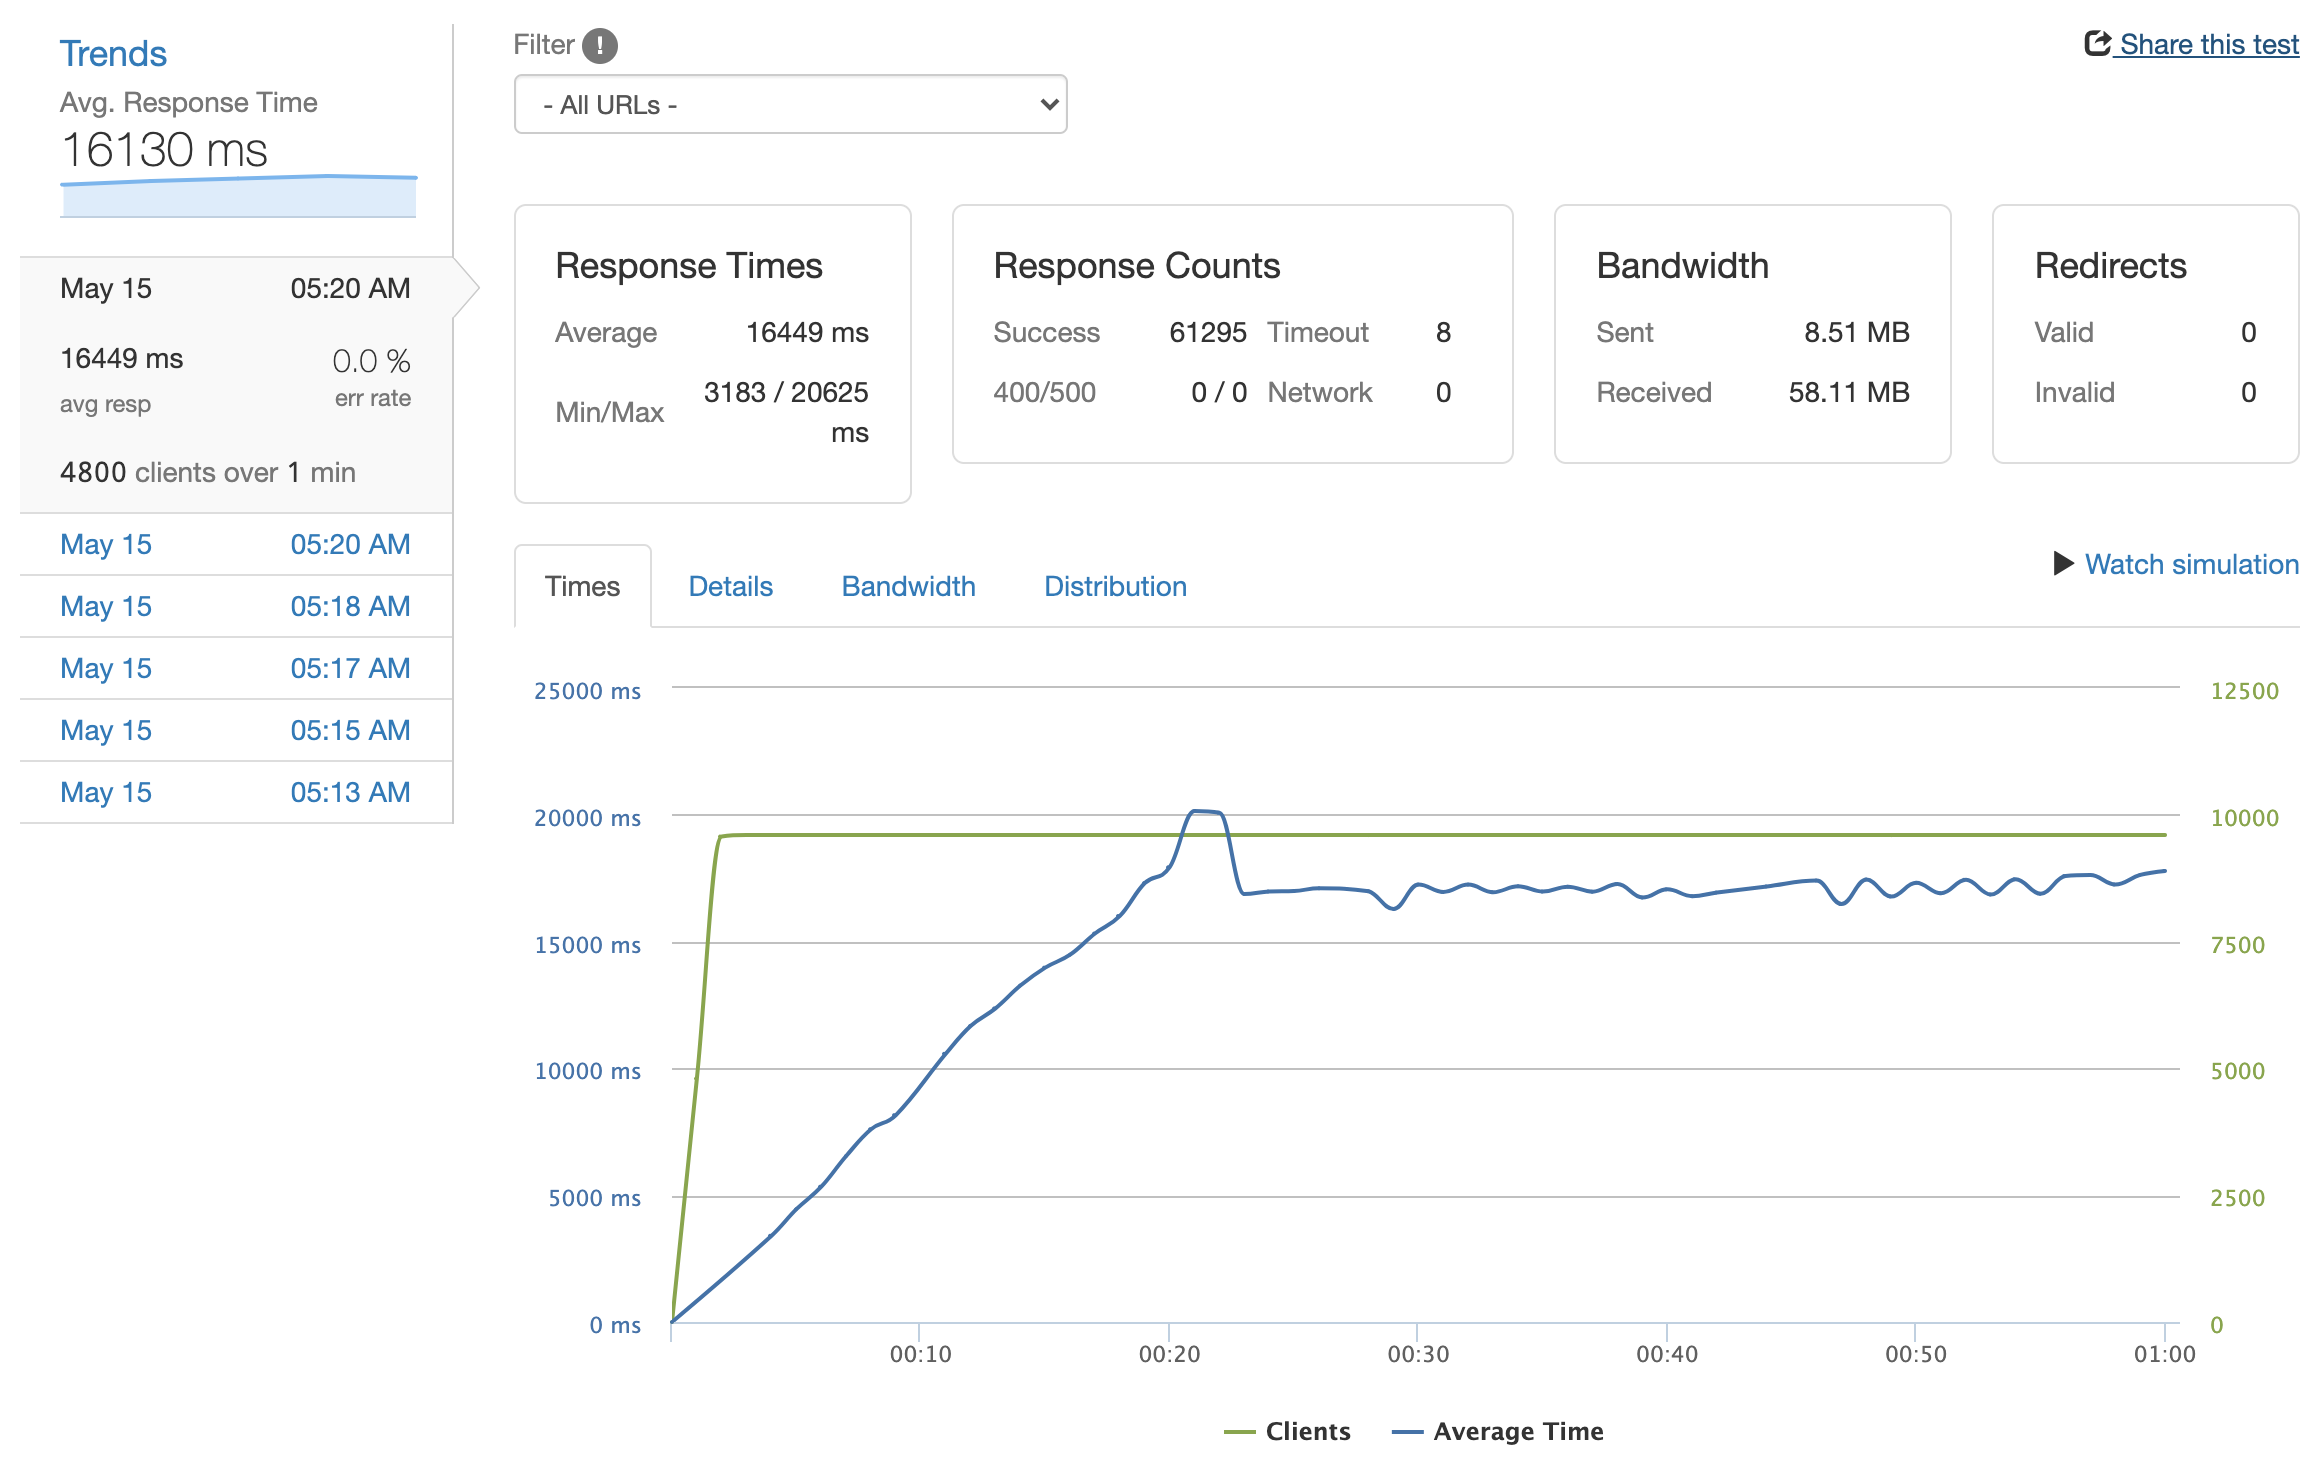 Trends
Avg. Response Time
16130 ms
May 15 05:20 AM
16449 ms 0.0 %
avg resp err rate
4800 clients over 1 min
May 15 05:20 AM
May 15 05:18 AM
May 15 05:17 AM
May 15 05:15 AM
May 15 05:13 AM
Filter !
- All URLs -
Share this test
Response Times
Average 16449 ms
Min/Max 3183 / 20625
ms
Response Counts
Success 61295 Timeout 8
400/500 0 / 0 Network 0
Bandwidth
Sent 8.51 MB
Received 58.11 MB
Redirects
Valid 0
Invalid 0
Times Details Bandwidth Distribution
Watch simulation
25000 ms 12500
20000 ms 10000
15000 ms 7500
10000 ms 5000
5000 ms 2500
0 ms 0
00:10 00:20 00:30 00:40 00:50 01:00
Clients Average Time